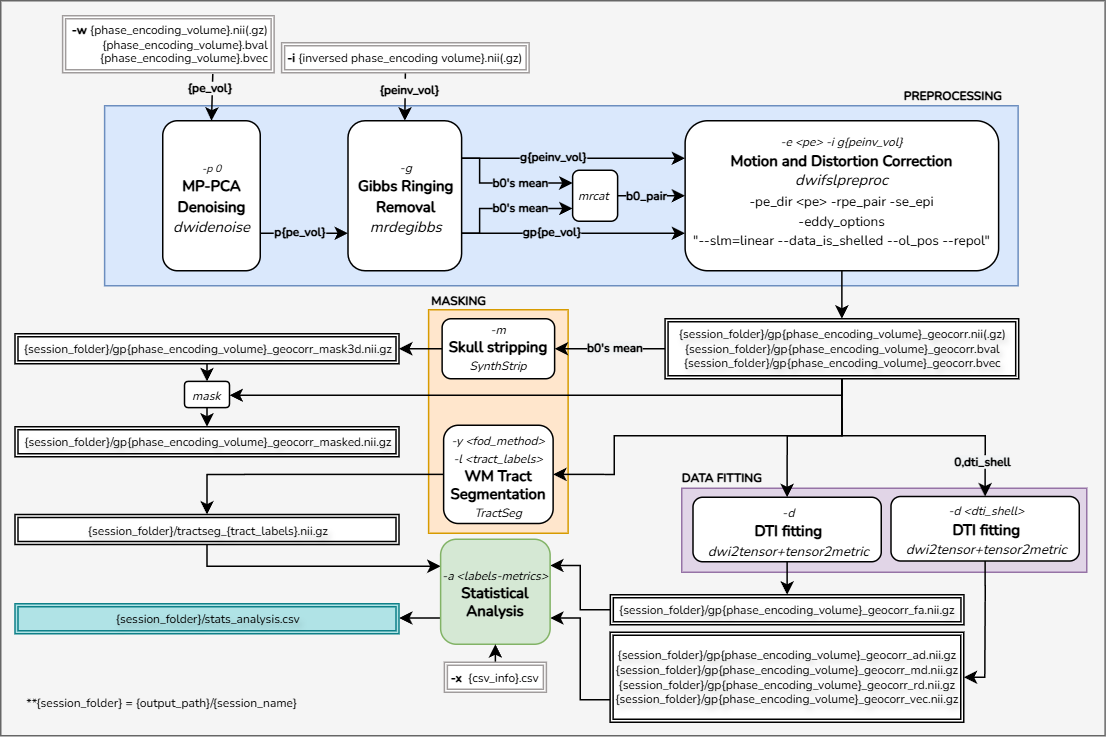 -w {phase_encoding_volume}.nii(.gz)
{phase_encoding_volume}.bval
{phase_encoding_volume}.bvec
-i {inversed phase_encoding volume}.nii(.gz)
{pe_vol}
{peinv_vol}
PREPROCESSING
-p 0
MP-PCA
Denoising
dwidenoise
p{pe_vol}
-g
Gibbs Ringing
Removal
mrdegibbs
g{peinv_vol}
b0's mean
b0's mean
gp{pe_vol}
mrcat
b0_pair
-e <pe> -i g{peinv_vol}
Motion and Distortion Correction
dwifslpreproc
-pe_dir <pe> -rpe_pair -se_epi
-eddy_options
"--slm=linear --data_is_shelled --ol_pos --repol"
MASKING
-m
Skull stripping
SynthStrip
b0's mean
{session_folder}/gp{phase_encoding_volume}_geocorr.nii(.gz)
{session_folder}/gp{phase_encoding_volume}_geocorr.bval
{session_folder}/gp{phase_encoding_volume}_geocorr.bvec
{session_folder}/gp{phase_encoding_volume}_geocorr_mask3d.nii.gz
mask
{session_folder}/gp{phase_encoding_volume}_geocorr_masked.nii.gz
-y <fod_method>
-l <tract_labels>
WM Tract
Segmentation
TractSeg
0,dti_shell
DATA FITTING
-d
DTI fitting
dwi2tensor+tensor2metric
-d <dti_shell>
DTI fitting
dwi2tensor+tensor2metric
{session_folder}/tractseg_{tract_labels}.nii.gz
-a <labels-metrics>
Statistical
Analysis
{session_folder}/gp{phase_encoding_volume}_geocorr_fa.nii.gz
{session_folder}/stats_analysis.csv
{session_folder}/gp{phase_encoding_volume}_geocorr_ad.nii.gz
{session_folder}/gp{phase_encoding_volume}_geocorr_md.nii.gz
{session_folder}/gp{phase_encoding_volume}_geocorr_rd.nii.gz
{session_folder}/gp{phase_encoding_volume}_geocorr_vec.nii.gz
-x {csv_info}.csv
**{session_folder} = {output_path}/{session_name}